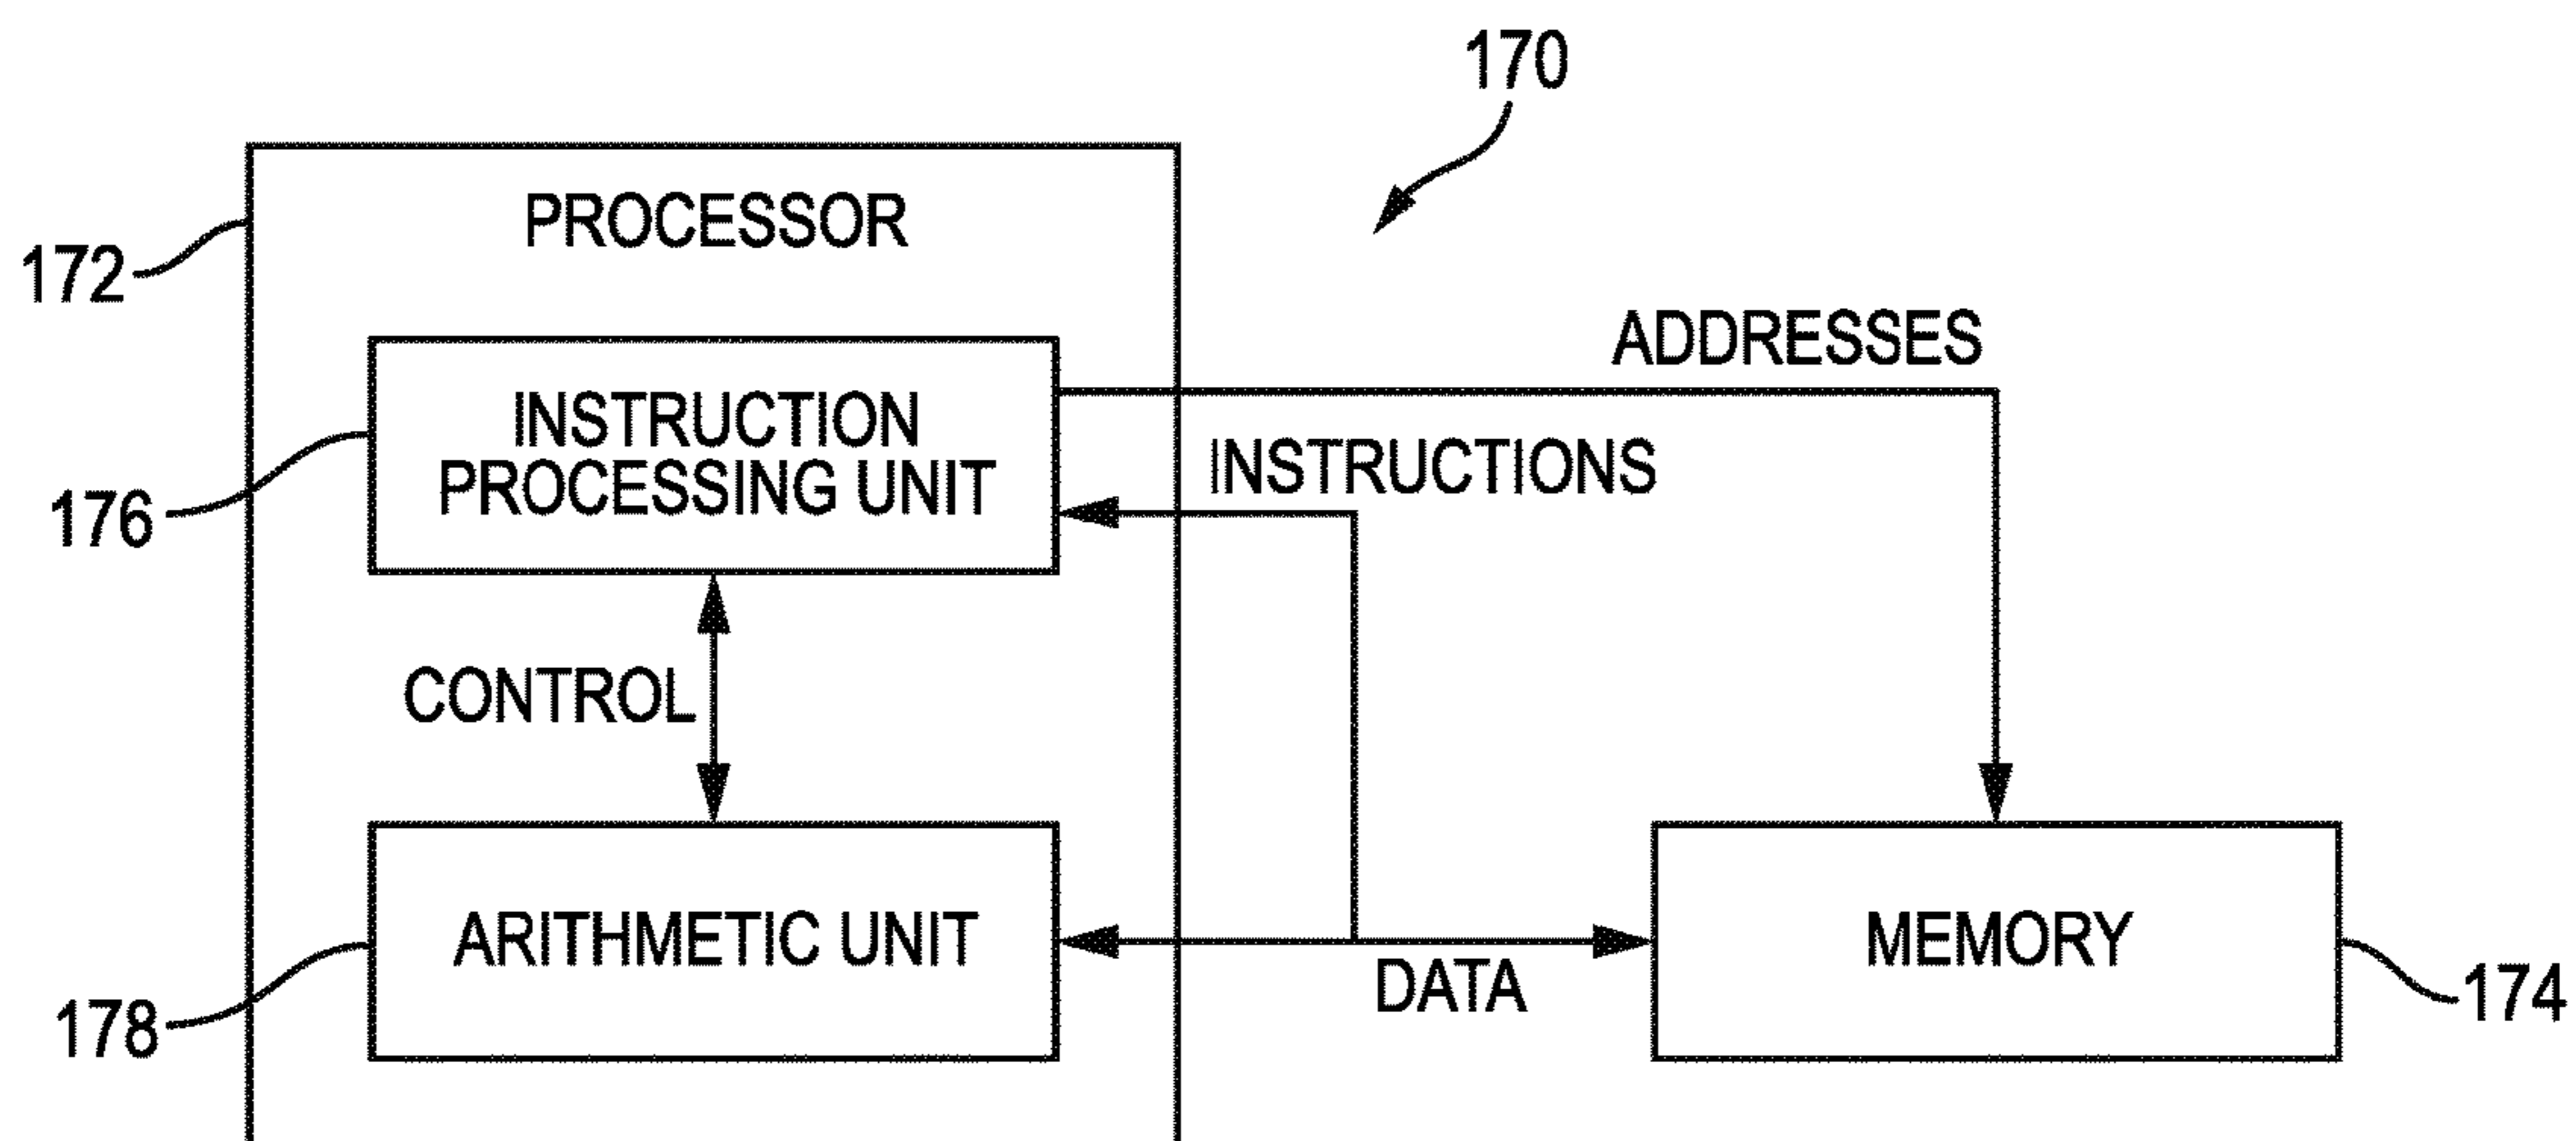 170
PROCESSOR
172
ADDRESSES
INSTRUCTION
PROCESSING UNIT
INSTRUCTIONS
176
CONTROL
ARITHMETIC UNIT
MEMORY
DATA
174
178